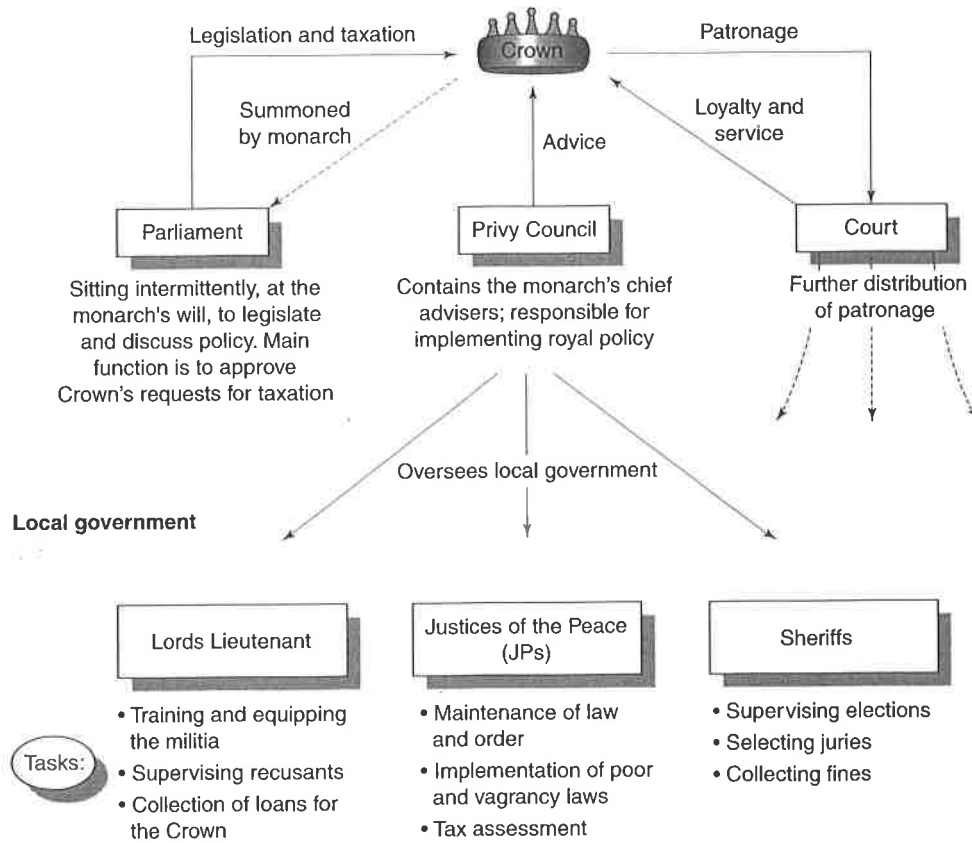 Legislation and taxation
Crown
Patronage
Summoned
by monarch
Advice
Loyalty and
service
Parliament
Sitting intermittently, at the
monarch's will, to legislate
and discuss policy. Main
function is to approve
Crown's requests for taxation
Privy Council
Contains the monarch's chief
advisers; responsible for
implementing royal policy
Court
Further distribution
of patronage
Oversees local government
Local government
Lords Lieutenant
Justices of the Peace
(JPs)
Sheriffs
Tasks:
• Training and equipping
the militia
• Supervising recusants
• Collection of loans for
the Crown
• Maintenance of law
and order
• Implementation of poor
and vagrancy laws
• Tax assessment
• Supervising elections
• Selecting juries
• Collecting fines